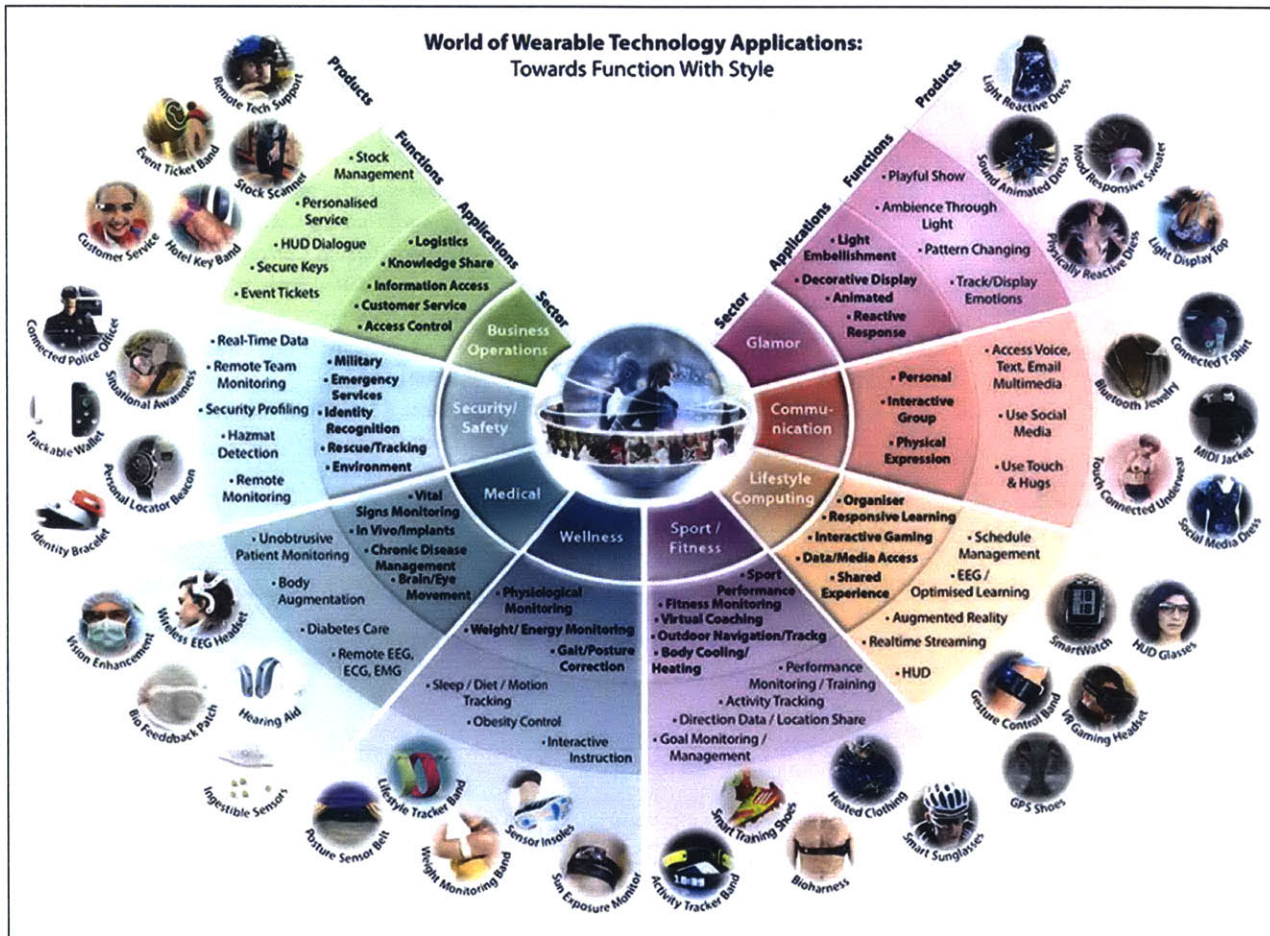 World of Wearable Technology Applications:
Towards Function With Style
Products
Functions
Applications
Sector
Remote Tech Support
Event Ticket Band
Stock Scanner
Customer Service
Hotel Key Band
• Stock
Management
• Personalised
Service
• HUD Dialogue
• Secure Keys
• Event Tickets
• Logistics
• Knowledge Share
• Information Access
• Customer Service
• Access Control
Business
Operations
Connected Police Officer
Situational Awareness
Trackable Wallet
Personal Locator Beacon
Identity Bracelet
• Real-Time Data
• Remote Team
Monitoring
• Security Profiling
• Hazmat
Detection
• Remote
Monitoring
• Military
• Emergency
Services
• Identity
Recognition
• Rescue/Tracking
• Environment
Security/
Safety
Medical
• Vital
Signs Monitoring
• In Vivo/Implants
• Chronic Disease
Management
• Brain/Eye
Movement
• Unobtrusive
Patient Monitoring
• Body
Augmentation
• Diabetes Care
• Remote EEG,
ECG, EMG
Wireless EEG Headset
Vision Enhancement
Hearing Aid
Bio Feeddback Patch
Ingestible Sensors
Wellness
• Physiological
Monitoring
• Weight/ Energy Monitoring
• Gait/Posture
Correction
• Sleep / Diet / Motion
Tracking
• Obesity Control
• Interactive
Instruction
Lifestyle Tracker Band
Posture Sensor Belt
Sensor Insoles
Weight Monitoring Band
Sun Exposure Monitor
Sport /
Fitness
• Sport
Performance
• Fitness Monitoring
• Virtual Coaching
• Outdoor Navigation/Trackg
• Body Cooling/
Heating
• Performance
Monitoring / Training
• Activity Tracking
• Direction Data / Location Share
• Goal Monitoring /
Management
Smart Training Shoes
Heated Clothing
Activity Tracker Band
Bioharness
Smart Sunglasses
GPS Shoes
Lifestyle
Computing
• Organiser
• Responsive Learning
• Interactive Gaming
• Data/Media Access
• Shared
Experience
• Schedule
Management
• EEG /
Optimised Learning
• Augmented Reality
• Realtime Streaming
• HUD
SmartWatch
HUD Glasses
Gesture Control Band
VR Gaming Headset
Commu-
nication
• Personal
• Interactive
Group
• Physical
Expression
• Access Voice,
Text, Email
Multimedia
• Use Social
Media
• Use Touch
& Hugs
Connected T-Shirt
Bluetooth Jewelry
MIDI Jacket
Touch Connected Underwear
Social Media Dress
Glamor
• Light
Embellishment
• Decorative Display
• Animated
• Reactive
Response
• Playful Show
• Ambience Through
Light
• Pattern Changing
• Track/Display
Emotions
Light Reactive Dress
Sound Animated Dress
Mood Responsive Sweater
Physically Reactive Dress
Light Display Top
Products
Functions
Applications
Sector
18
18